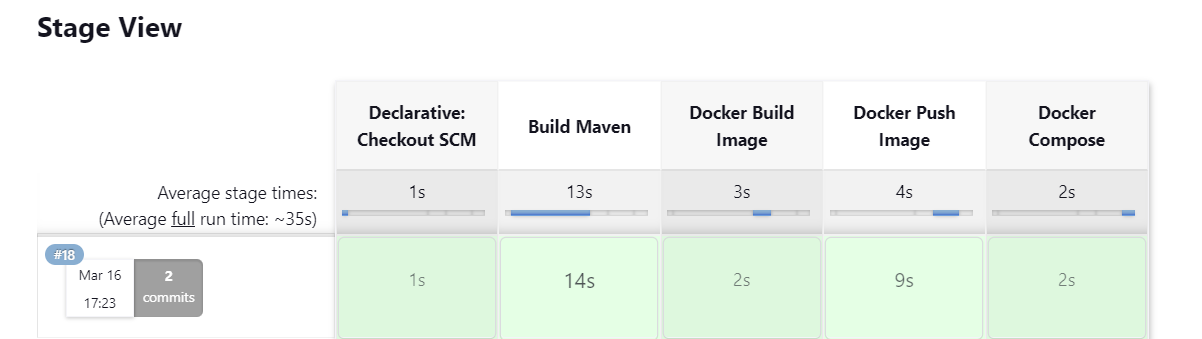 Stage View
Declarative:
Checkout SCM
Build Maven
Docker Build
Image
Docker Push
Image
Docker
Compose
Average stage times:
(Average full run time: ~35s)
1s
13s
3s
4s
2s
#18
Mar 16
17:23
2
commits
1s
14s
2s
9s
2s